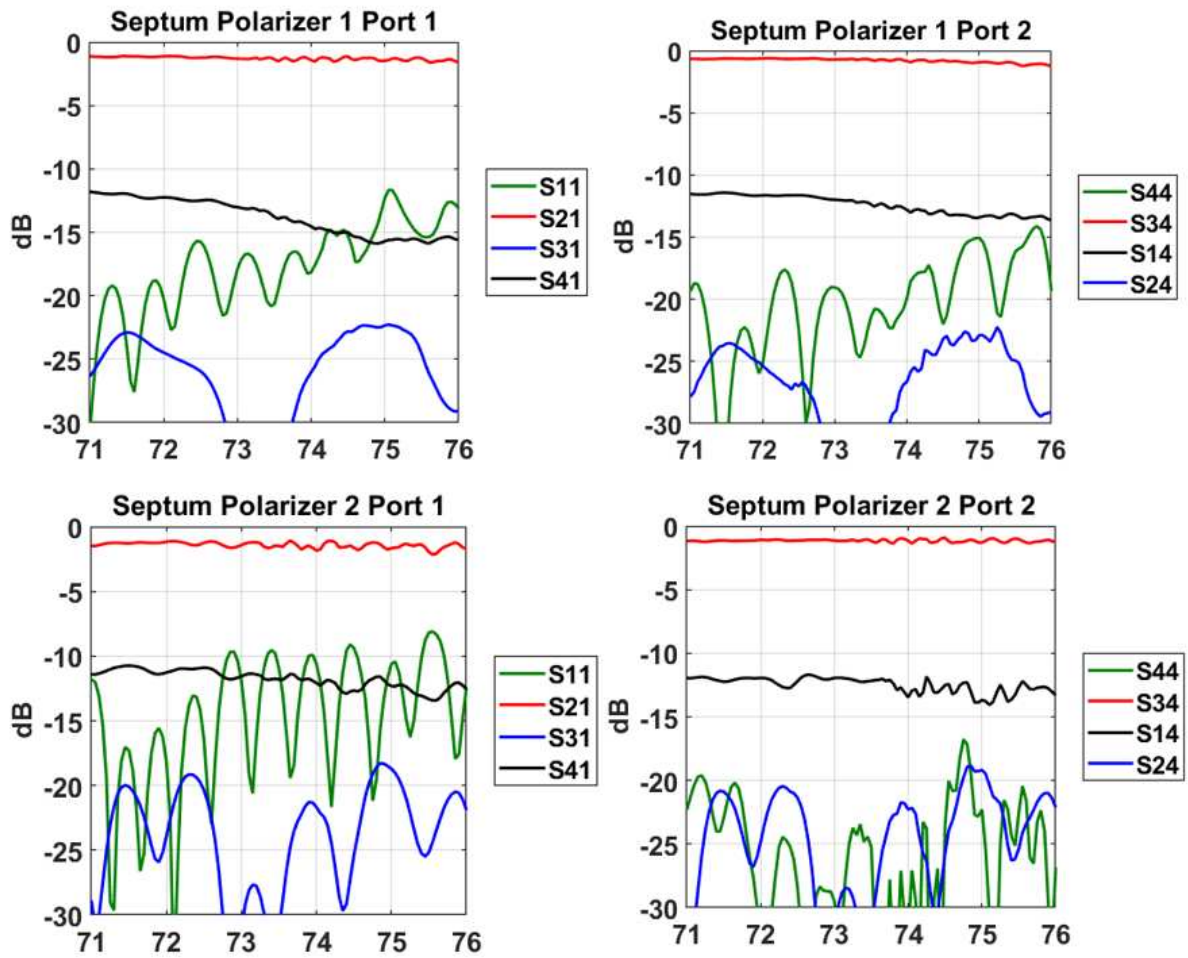 Septum Polarizer 1 Port 1
0
-5
-10
-15
-20
-25
-30
dB
71 72 73 74 75 76
S11
S21
S31
S41
Septum Polarizer 1 Port 2
0
-5
-10
-15
-20
-25
-30
dB
71 72 73 74 75 76
S44
S34
S14
S24
Septum Polarizer 2 Port 1
0
-5
-10
-15
-20
-25
-30
dB
71 72 73 74 75 76
S11
S21
S31
S41
Septum Polarizer 2 Port 2
0
-5
-10
-15
-20
-25
-30
dB
71 72 73 74 75 76
S44
S34
S14
S24